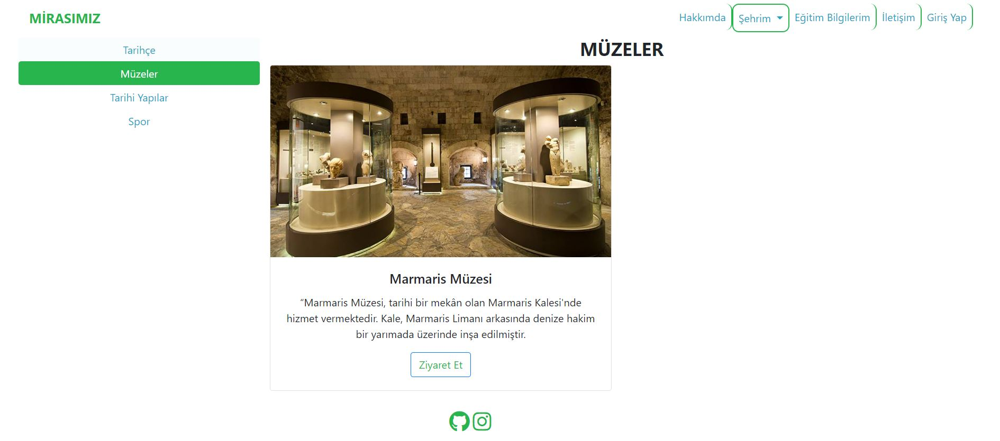 MİRASIMIZ
Hakkımda
Şehrim
Eğitim Bilgilerim
İletişim
Giriş Yap
Tarihçe
Müzeler
Tarihi Yapılar
Spor
MÜZELER
Marmaris Müzesi
“Marmaris Müzesi, tarihi bir mekân olan Marmaris Kalesi'nde
hizmet vermektedir. Kale, Marmaris Limanı arkasında denize hakim
bir yarımada üzerinde inşa edilmiştir.
Ziyaret Et